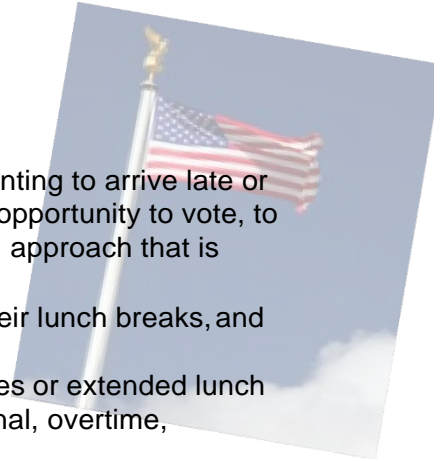 nting to arrive late or
opportunity to vote, to
approach that is
eir lunch breaks, and
es or extended lunch
nal, overtime,